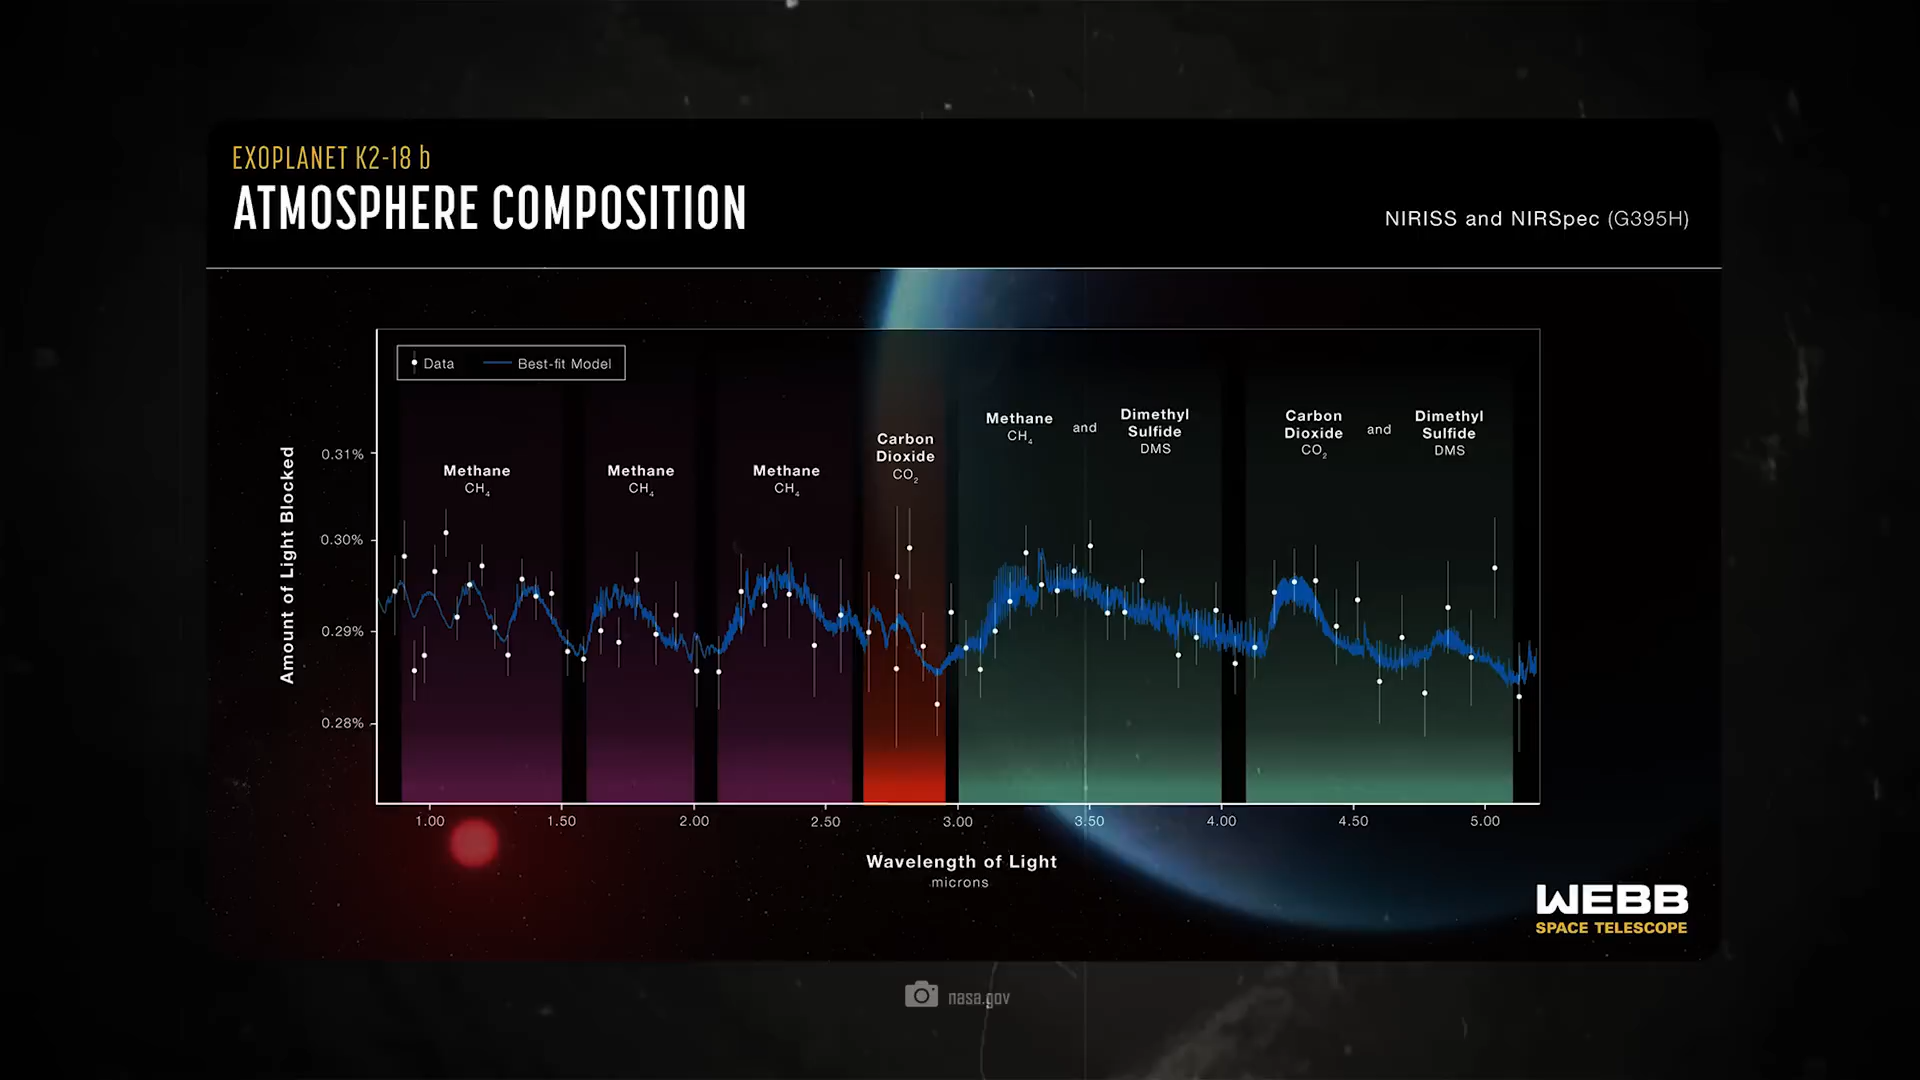 EXOPLANET K2-18 b
ATMOSPHERE COMPOSITION
NIRISS and NIRSpec (G395H)
Data
Best-fit Model
Methane
CH₄
Methane
CH₄
Methane
CH₄
Carbon
Dioxide
CO₂
Methane
CH₄
and
Dimethyl
Sulfide
DMS
Carbon
Dioxide
CO₂
and
Dimethyl
Sulfide
DMS
Amount of Light Blocked
0.31%
0.30%
0.29%
0.28%
1.00 1.50 2.00 2.50 3.00 3.50 4.00 4.50 5.00
Wavelength of Light
microns
WEBB
SPACE TELESCOPE
nasa.gov